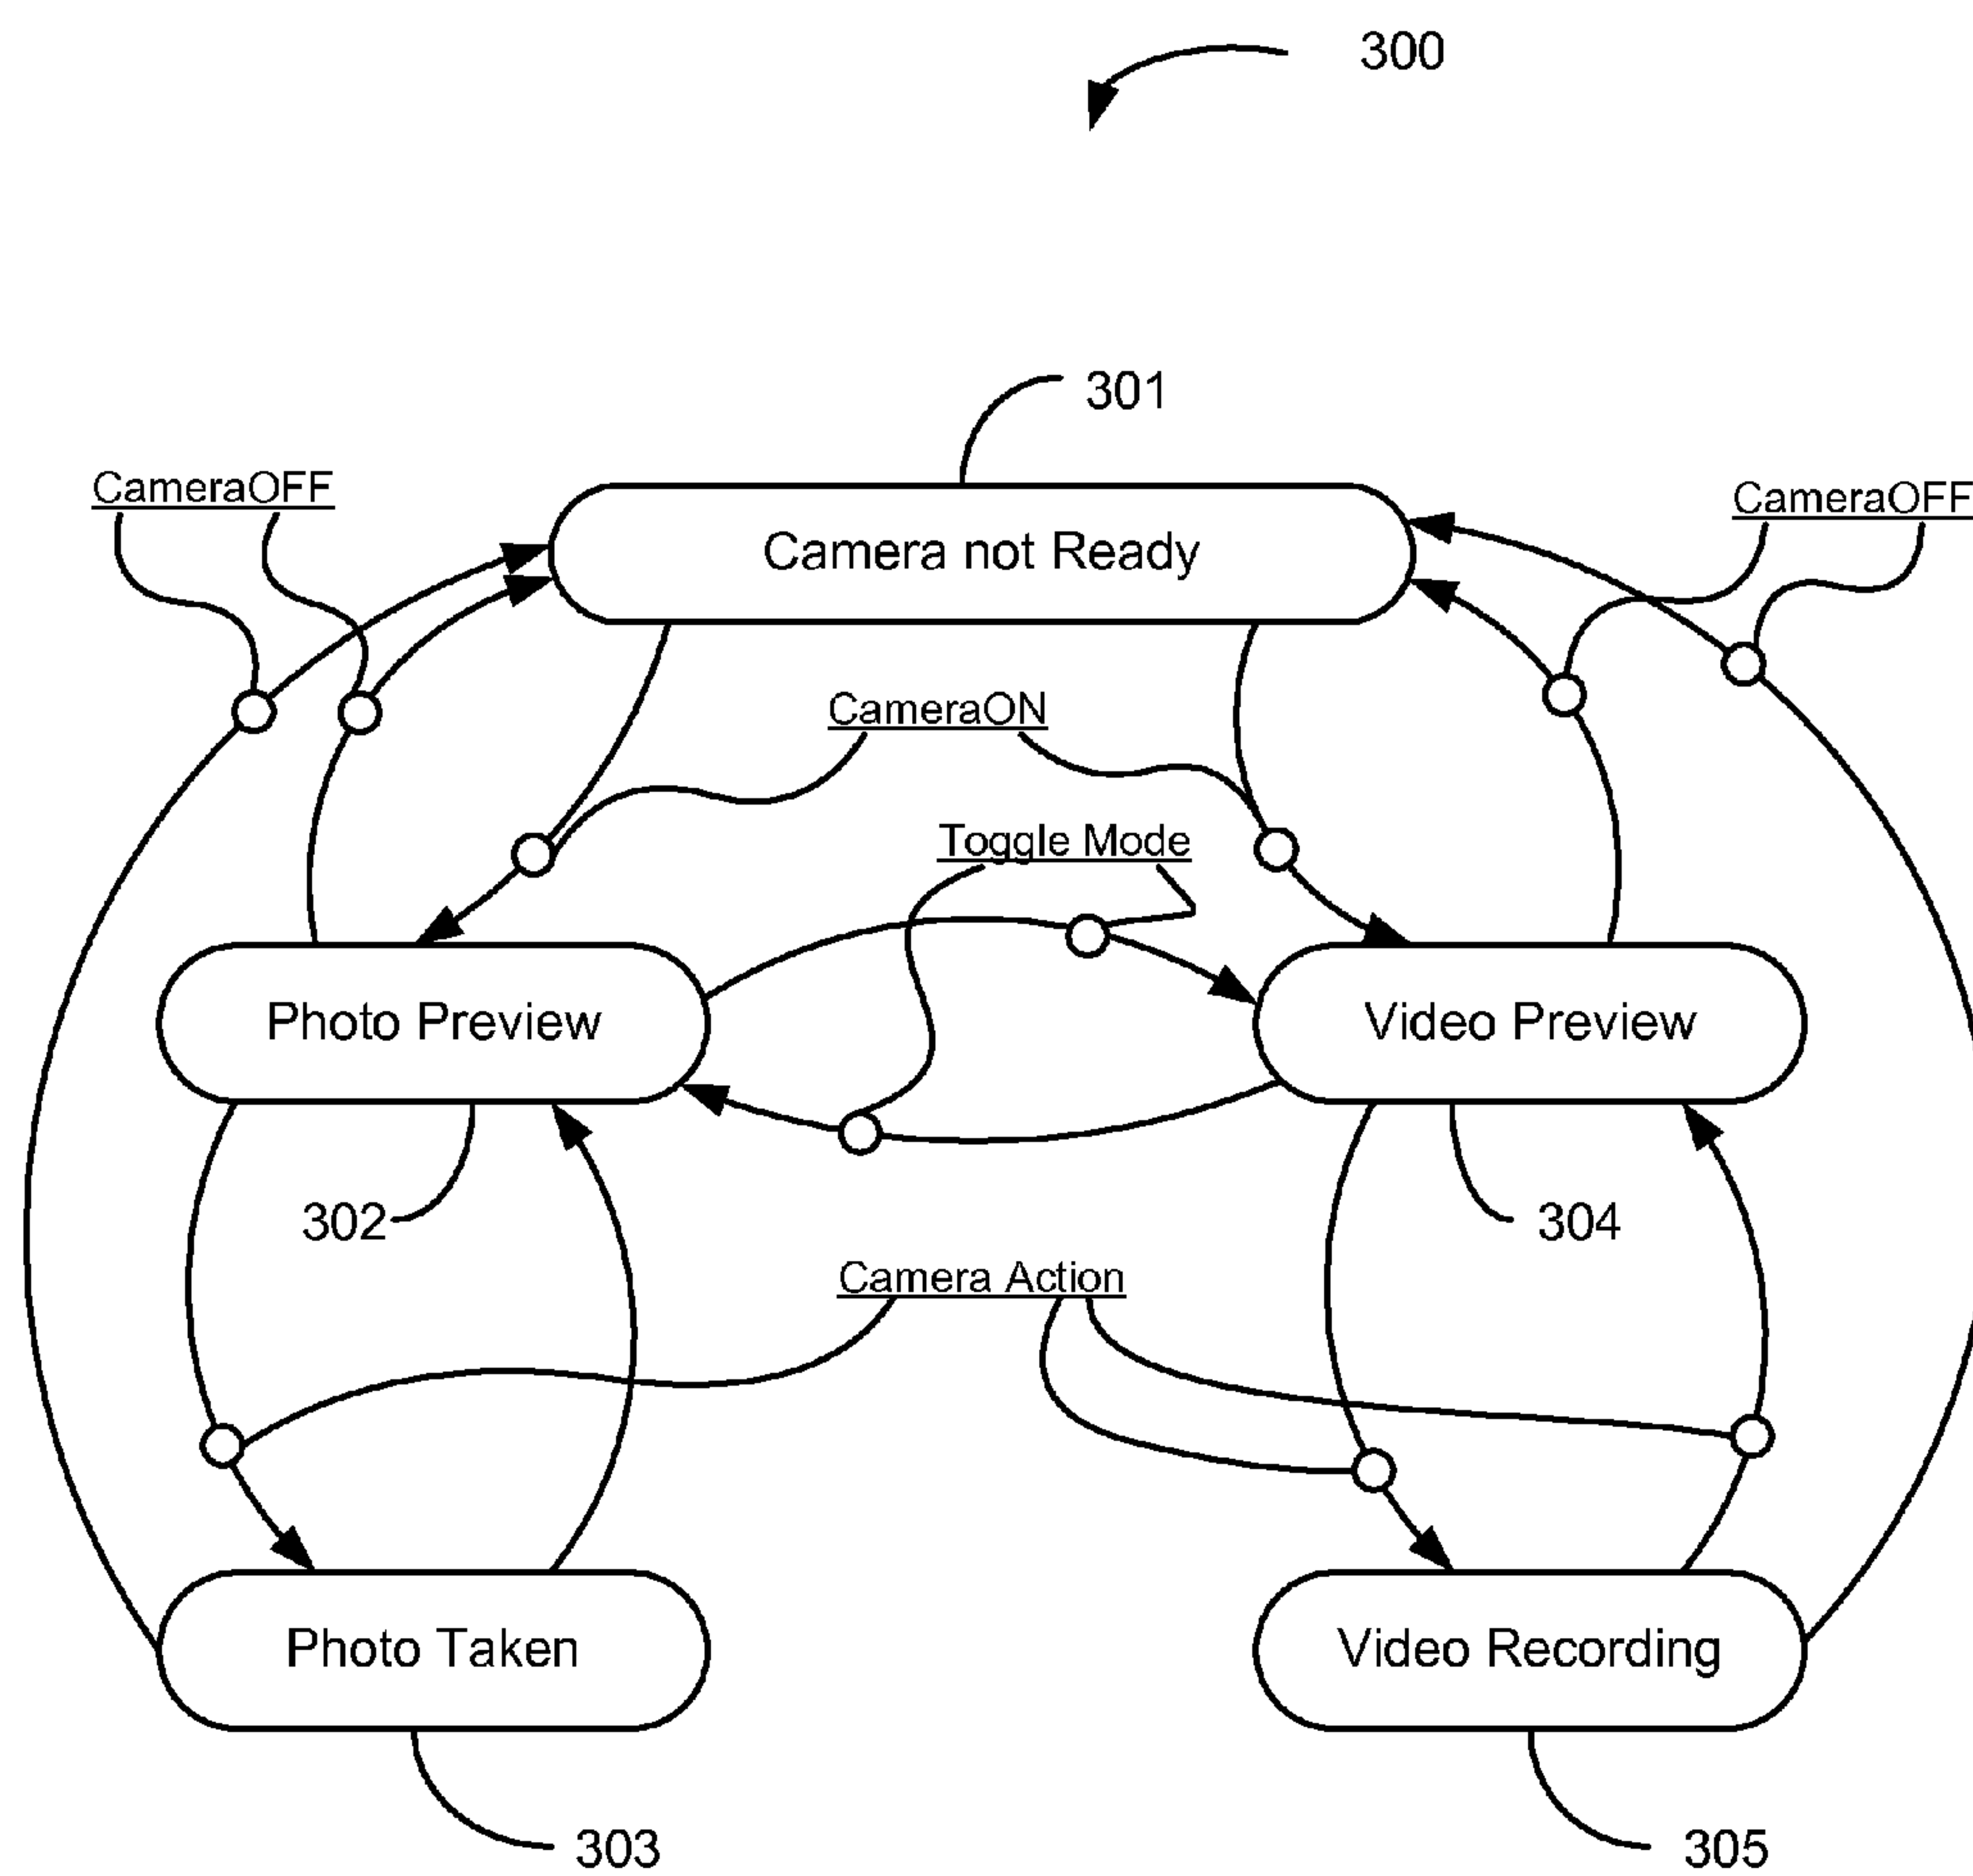 300
301
CameraOFF
CameraOFF
Camera not Ready
CameraON
Toggle Mode
Photo Preview
Video Preview
302
304
Camera Action
Photo Taken
Video Recording
303
305